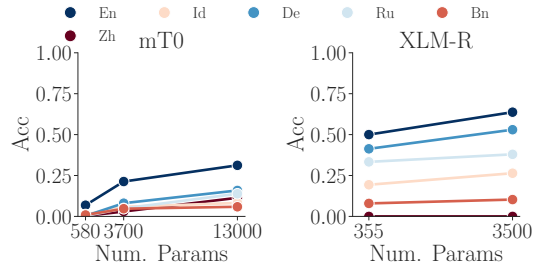 En Id De Ru Bn
Zh
mT0 XLM-R
1.00 1.00
0.75 0.75
Acc Acc
0.50 0.50
0.25 0.25
0.00 0.00
580 3700 13000 355 3500
Num. Params Num. Params